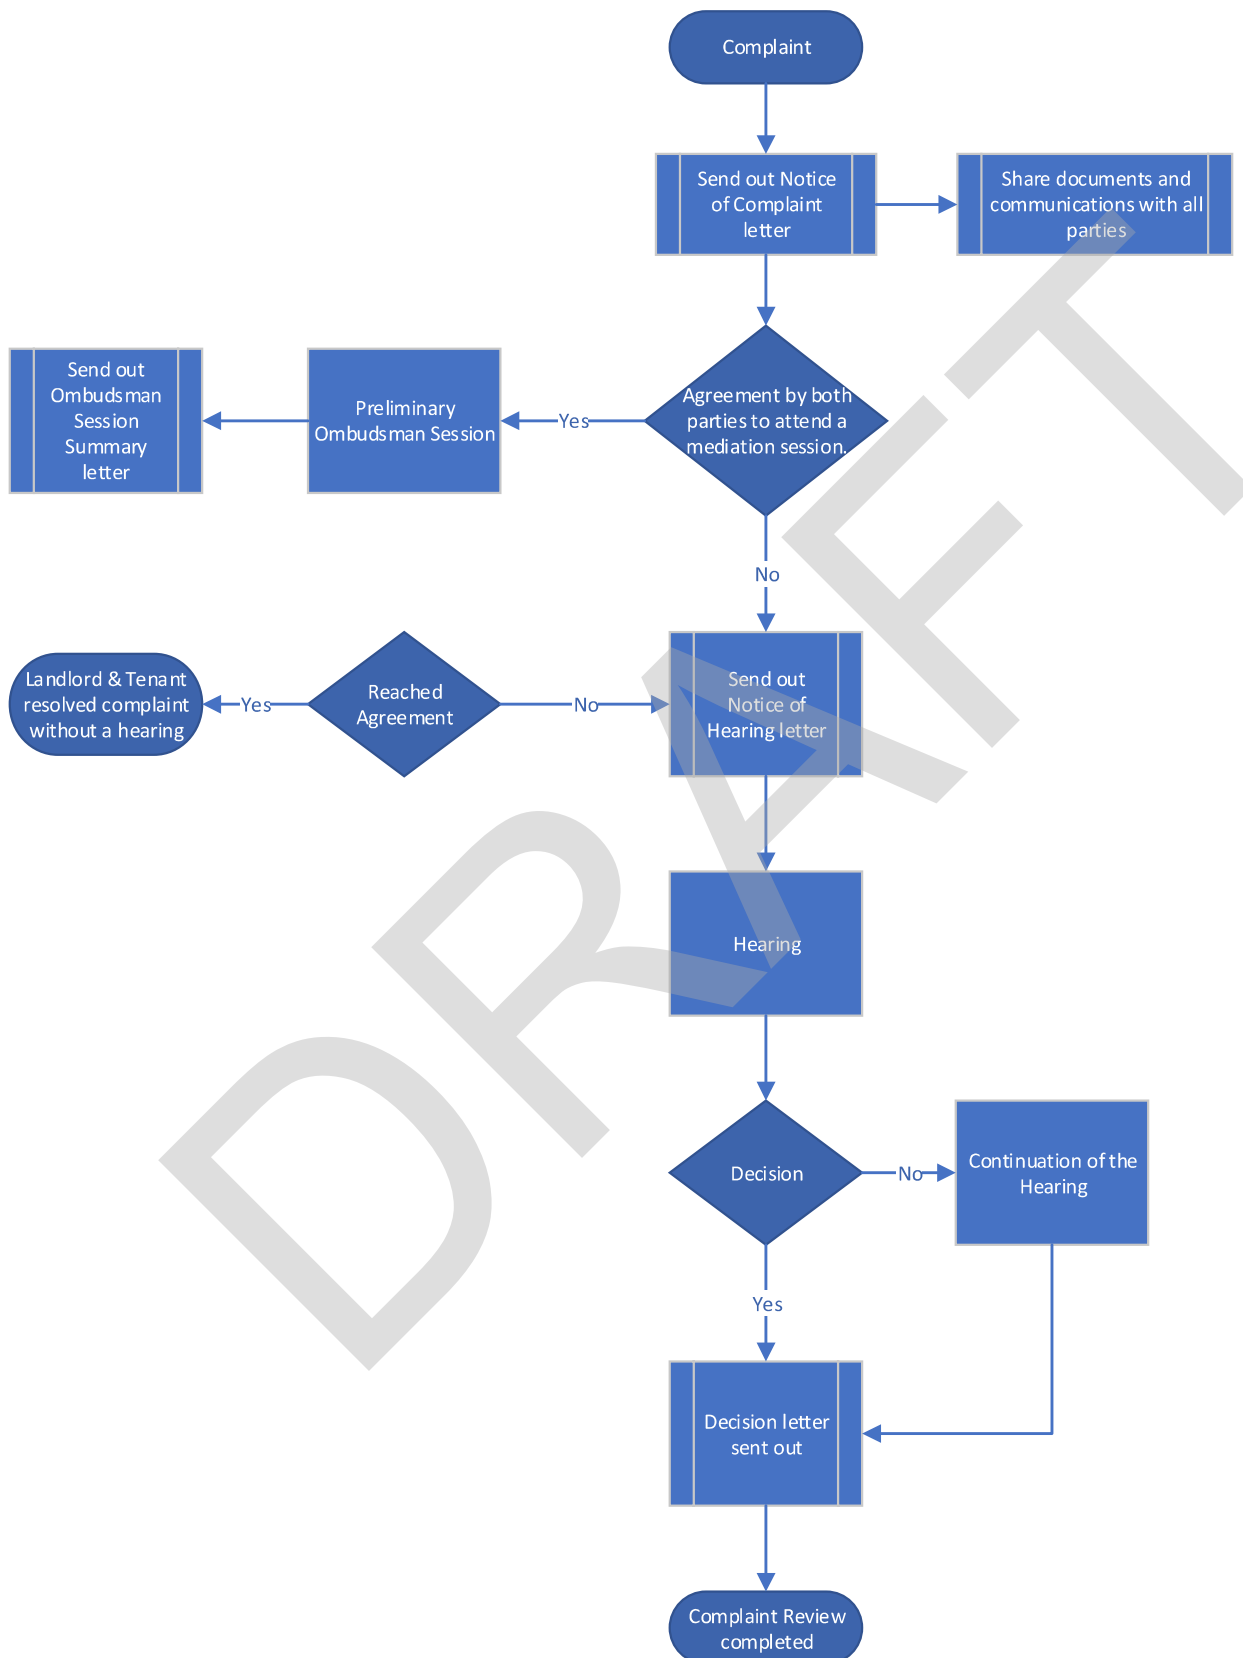 Complaint
Send out Notice
of Complaint
letter
Share documents and
communications with all
parties
Agreement by both
parties to attend a
mediation session.
Yes
Preliminary
Ombudsman Session
Send out
Ombudsman
Session
Summary
letter
No
Landlord & Tenant
resolved complaint
without a hearing
Yes
Reached
Agreement
No
Send out
Notice of
Hearing letter
Hearing
Decision
No
Continuation of the
Hearing
Yes
Decision letter
sent out
Complaint Review
completed
DRAFT